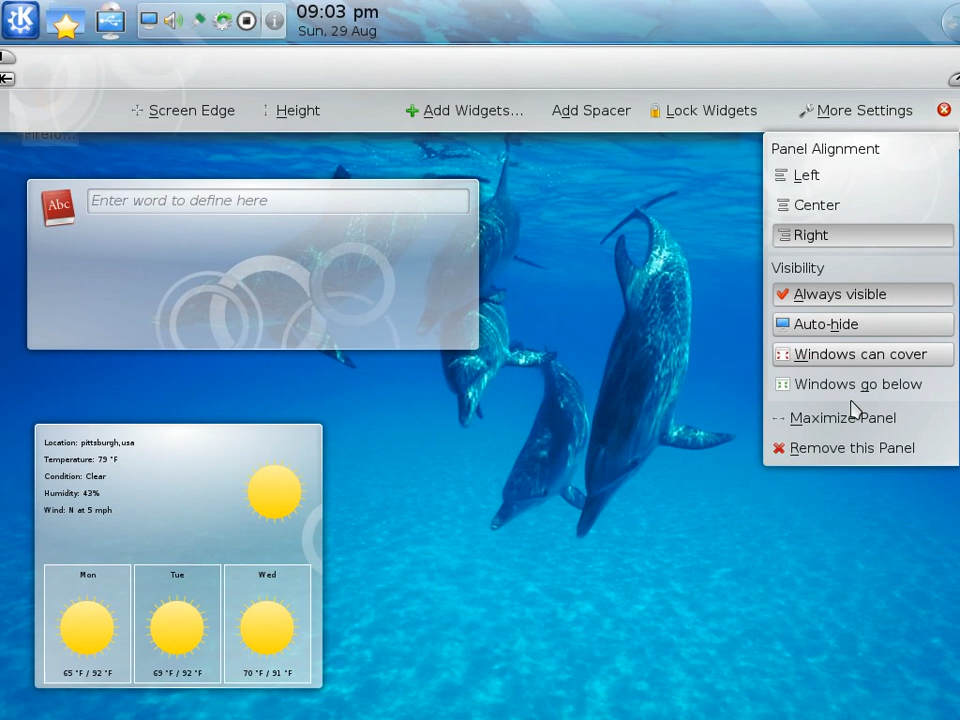 09:03 pm
Sun, 29 Aug
Screen Edge
Height
Add Widgets...
Add Spacer
Lock Widgets
More Settings
Firefo...
Panel Alignment
Left
Center
Right
Visibility
Always visible
Auto-hide
Windows can cover
Windows go below
Maximize Panel
Remove this Panel
Abc
Enter word to define here
Location: pittsburgh,usa
Temperature: 79 °F
Condition: Clear
Humidity: 43%
Wind: N at 5 mph
Mon
Tue
Wed
65 °F / 92 °F
69 °F / 92 °F
70 °F / 91 °F